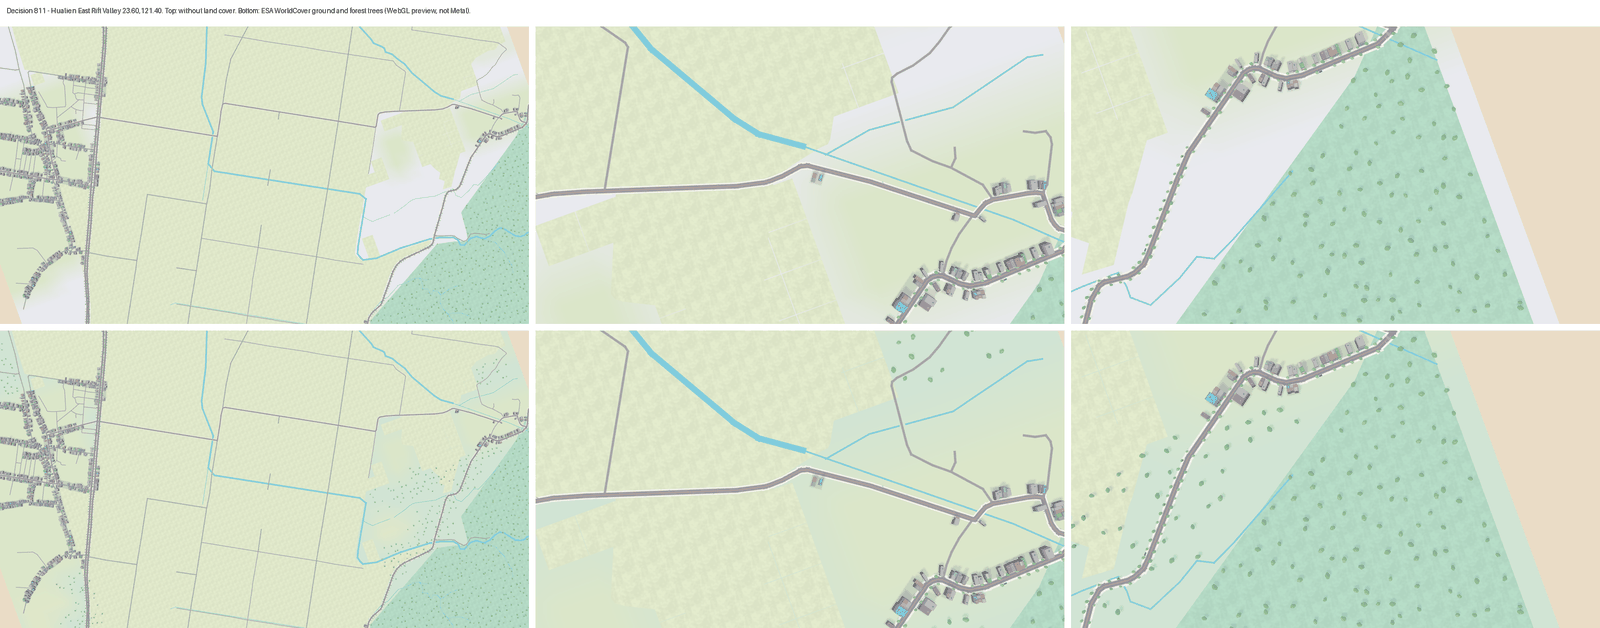 Decision 811 - Hualien East Rift Valley 23.60, 121.40. Top: without land cover. Bottom: ESA WorldCover ground and forest trees (WebGL preview, not Metal).